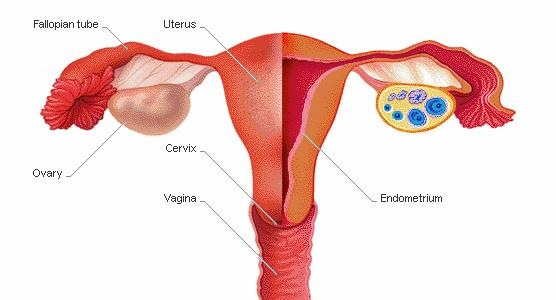 Fallopian tube
Uterus
Ovary
Cervix
Vagina
Endometrium